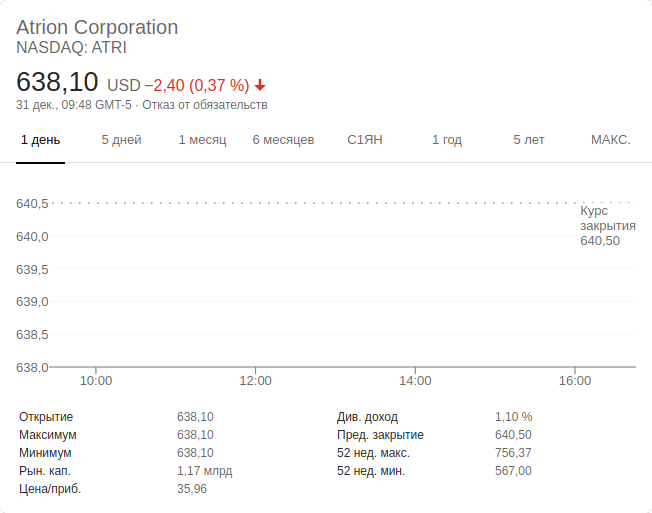 Atrion Corporation
NASDAQ: ATRI
638,10 USD −2,40 (0,37 %)
31 дек., 09:48 GMT-5 · Отказ от обязательств
1 день 5 дней 1 месяц 6 месяцев С1ЯН 1 год 5 лет МАКС.
640,5
Курс
закрытия
640,50
640,0
639,5
639,0
638,5
638,0
10:00 12:00 14:00 16:00
Открытие 638,10 Див. доход 1,10 %
Максимум 638,10 Пред. закрытие 640,50
Минимум 638,10 52 нед. макс. 756,37
Рын. кап. 1,17 млрд 52 нед. мин. 567,00
Цена/приб. 35,96